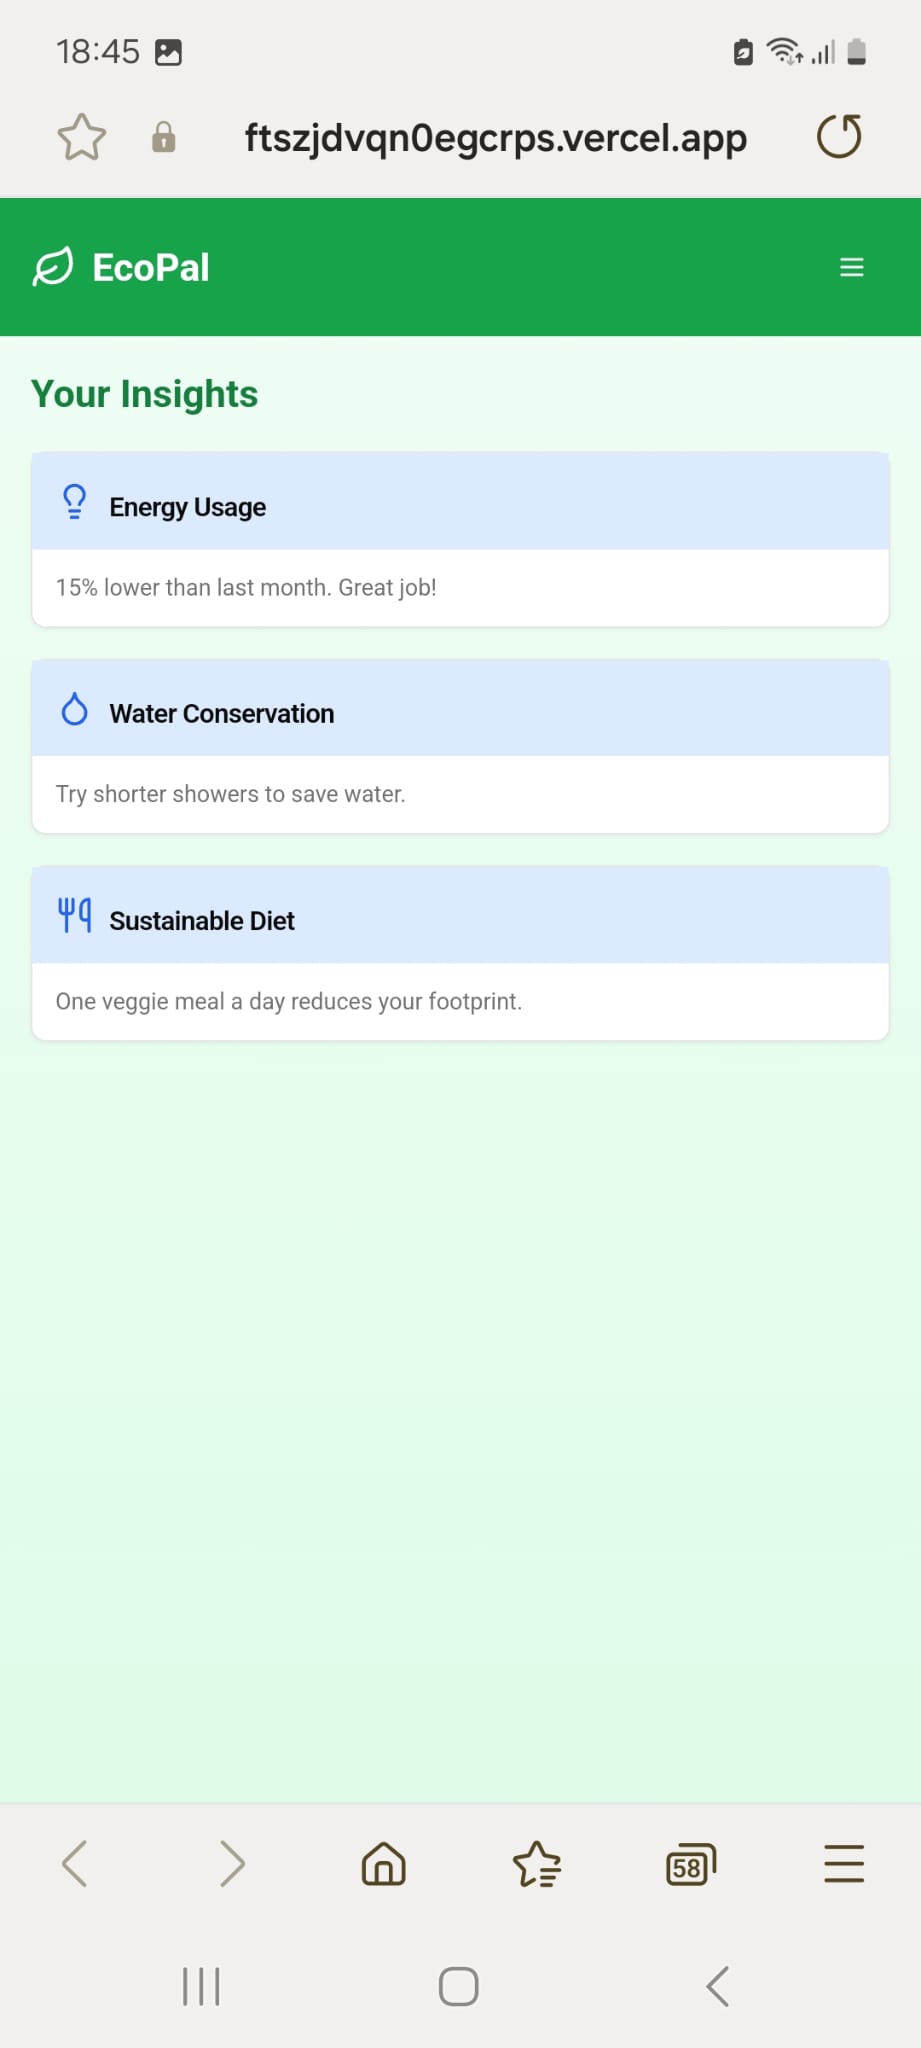 18:45
ftszjdvqn0egcrps.vercel.app
EcoPal
Your Insights
Energy Usage
15% lower than last month. Great job!
Water Conservation
Try shorter showers to save water.
Sustainable Diet
One veggie meal a day reduces your footprint.
58